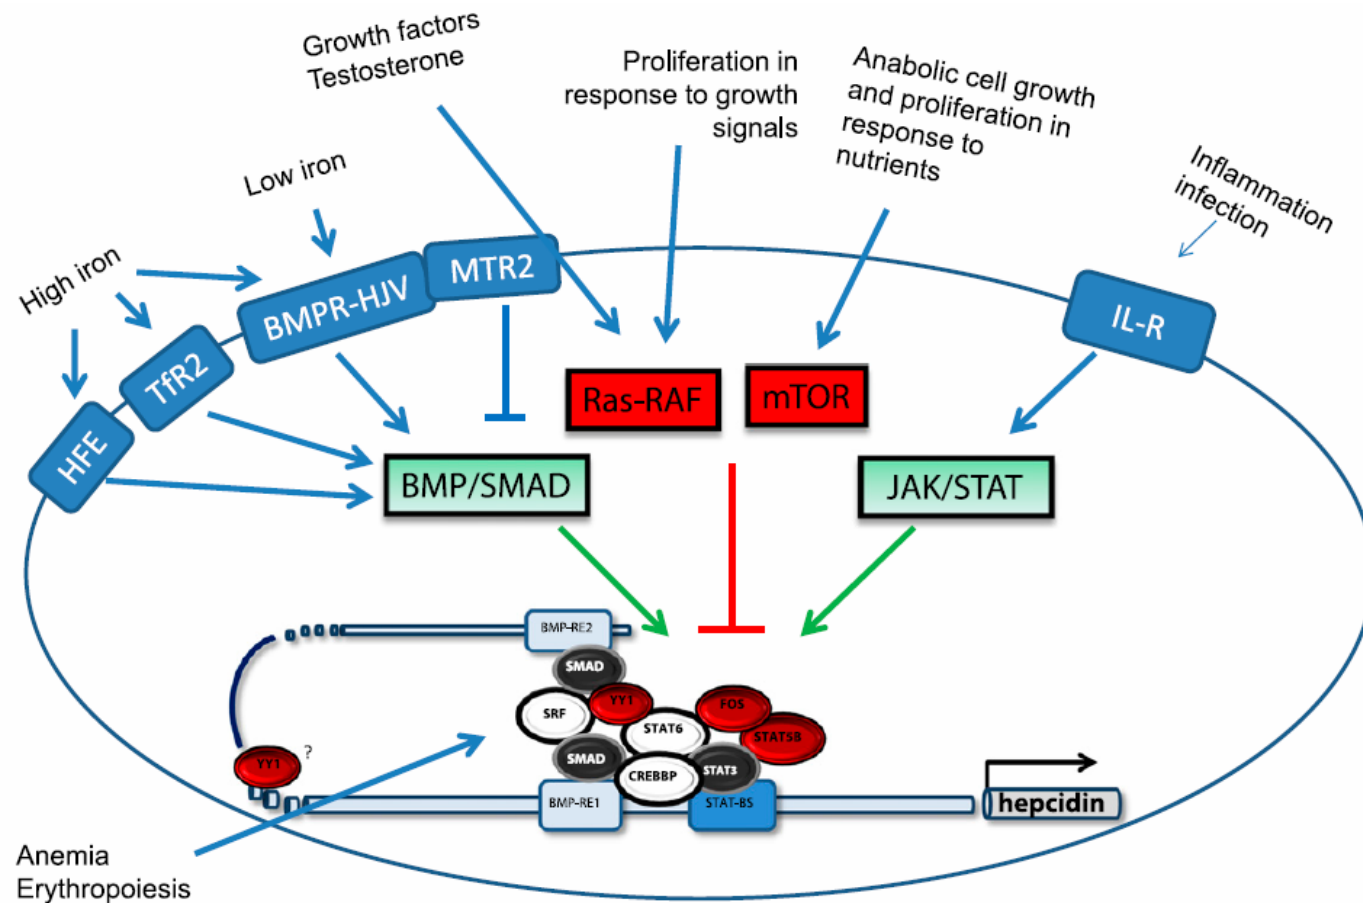 Growth factors
Testosterone
Proliferation in
response to growth
signals
Anabolic cell growth
and proliferation in
response to
nutrients
Inflammation
infection
Low iron
High iron
BMPR-HJV
MTR2
TfR2
HFE
IL-R
Ras-RAF
mTOR
BMP/SMAD
JAK/STAT
BMP-RE2
SMAD
YY1
SRF
STAT6
FOS
STAT5B
SMAD
CREBBP
STAT3
YY1
?
BMP-RE1
STAT-BS
hepcidin
Anemia
Erythropoiesis